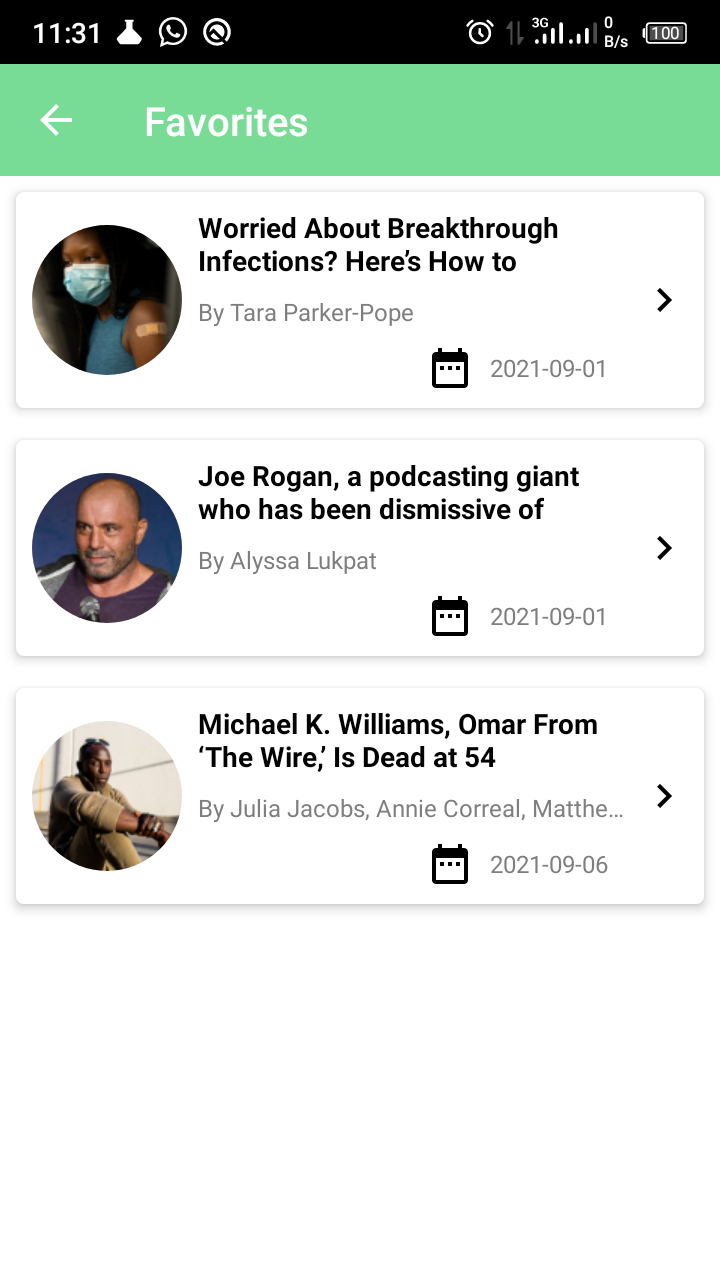 11:31 3G 0 B/s 100
Favorites
Worried About Breakthrough
Infections? Here’s How to
By Tara Parker-Pope
2021-09-01
Joe Rogan, a podcasting giant
who has been dismissive of
By Alyssa Lukpat
2021-09-01
Michael K. Williams, Omar From
‘The Wire,’ Is Dead at 54
By Julia Jacobs, Annie Correal, Matthe…
2021-09-06